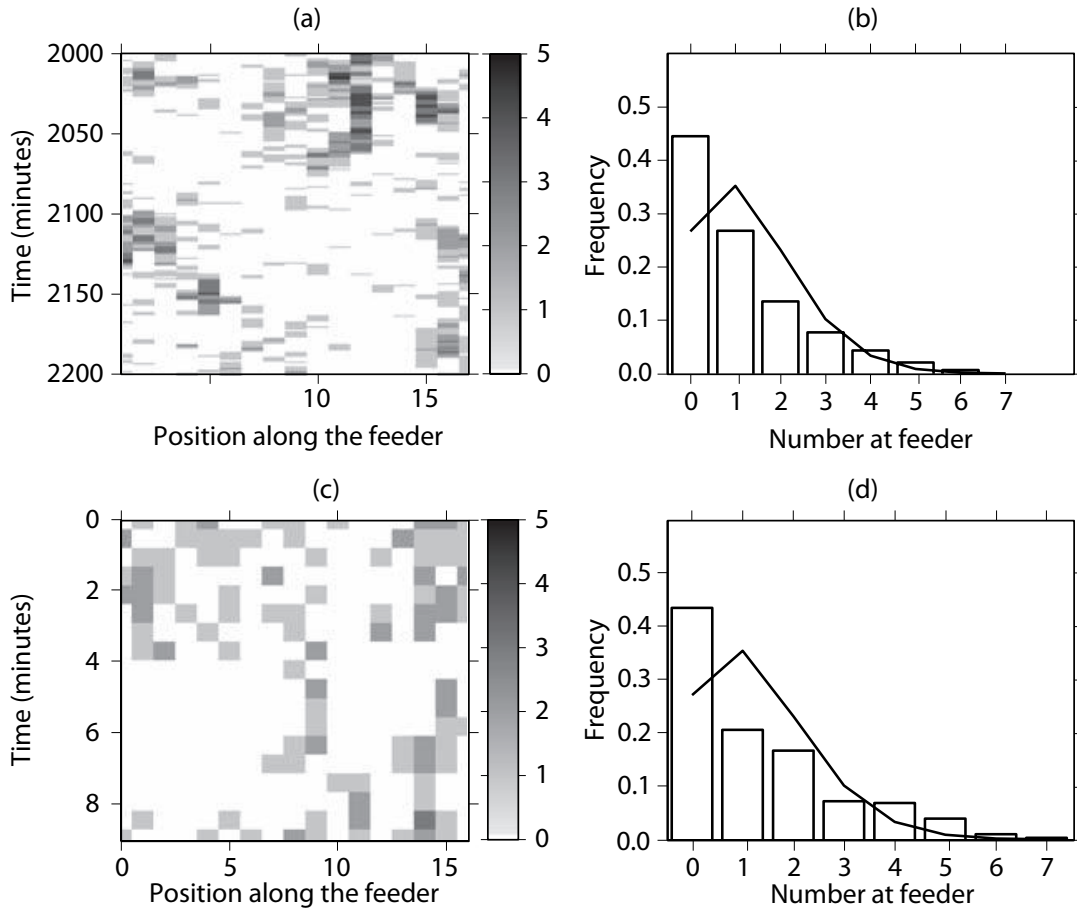 (a)
2000
2050
2100
2150
2200
Time (minutes)
10
15
Position along the feeder
5
4
3
2
1
0
(b)
0.5
0.4
0.3
0.2
0.1
0.0
Frequency
0 1 2 3 4 5 6 7
Number at feeder
(c)
0
2
4
6
8
Time (minutes)
0 5 10 15
Position along the feeder
5
4
3
2
1
0
(d)
0.5
0.4
0.3
0.2
0.1
0.0
Frequency
0 1 2 3 4 5 6 7
Number at feeder